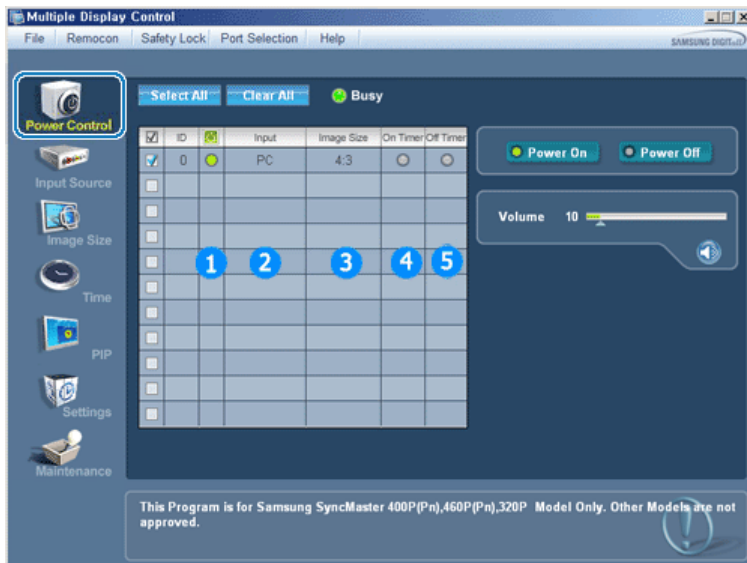 Multiple Display Control
File Remocon Safety Lock Port Selection Help
Select All Clear All Busy
Power Control
Input Source
Image Size
Time
PIP
Settings
Maintenance
ID Input Image Size On Timer Off Timer
0 PC 4:3
1 2 3 4 5
Power On Power Off
Volume 10
This Program is for Samsung SyncMaster 400P(Pn),460P(Pn),320P Model Only. Other Models are not
approved.